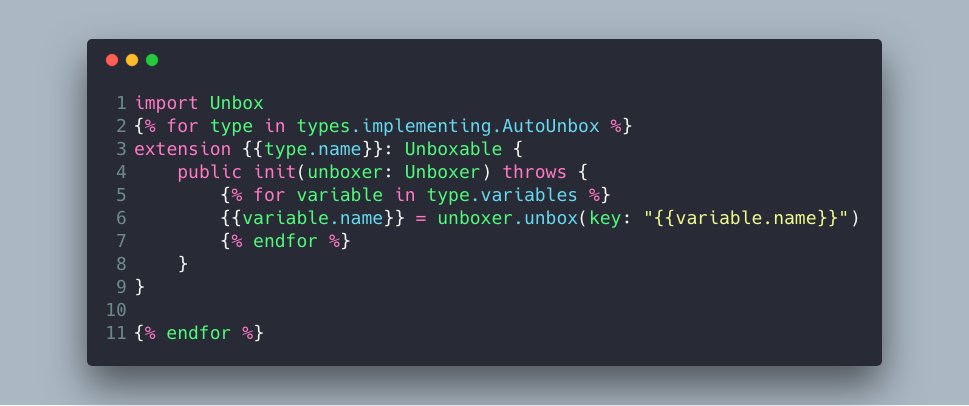 1 import Unbox
2 {% for type in types.implementing.AutoUnbox %}
3 extension {{type.name}}: Unboxable {
4     public init(unboxer: Unboxer) throws {
5         {% for variable in type.variables %}
6         {{variable.name}} = unboxer.unbox(key: "{{variable.name}}")
7         {% endfor %}
8     }
9 }
10
11 {% endfor %}